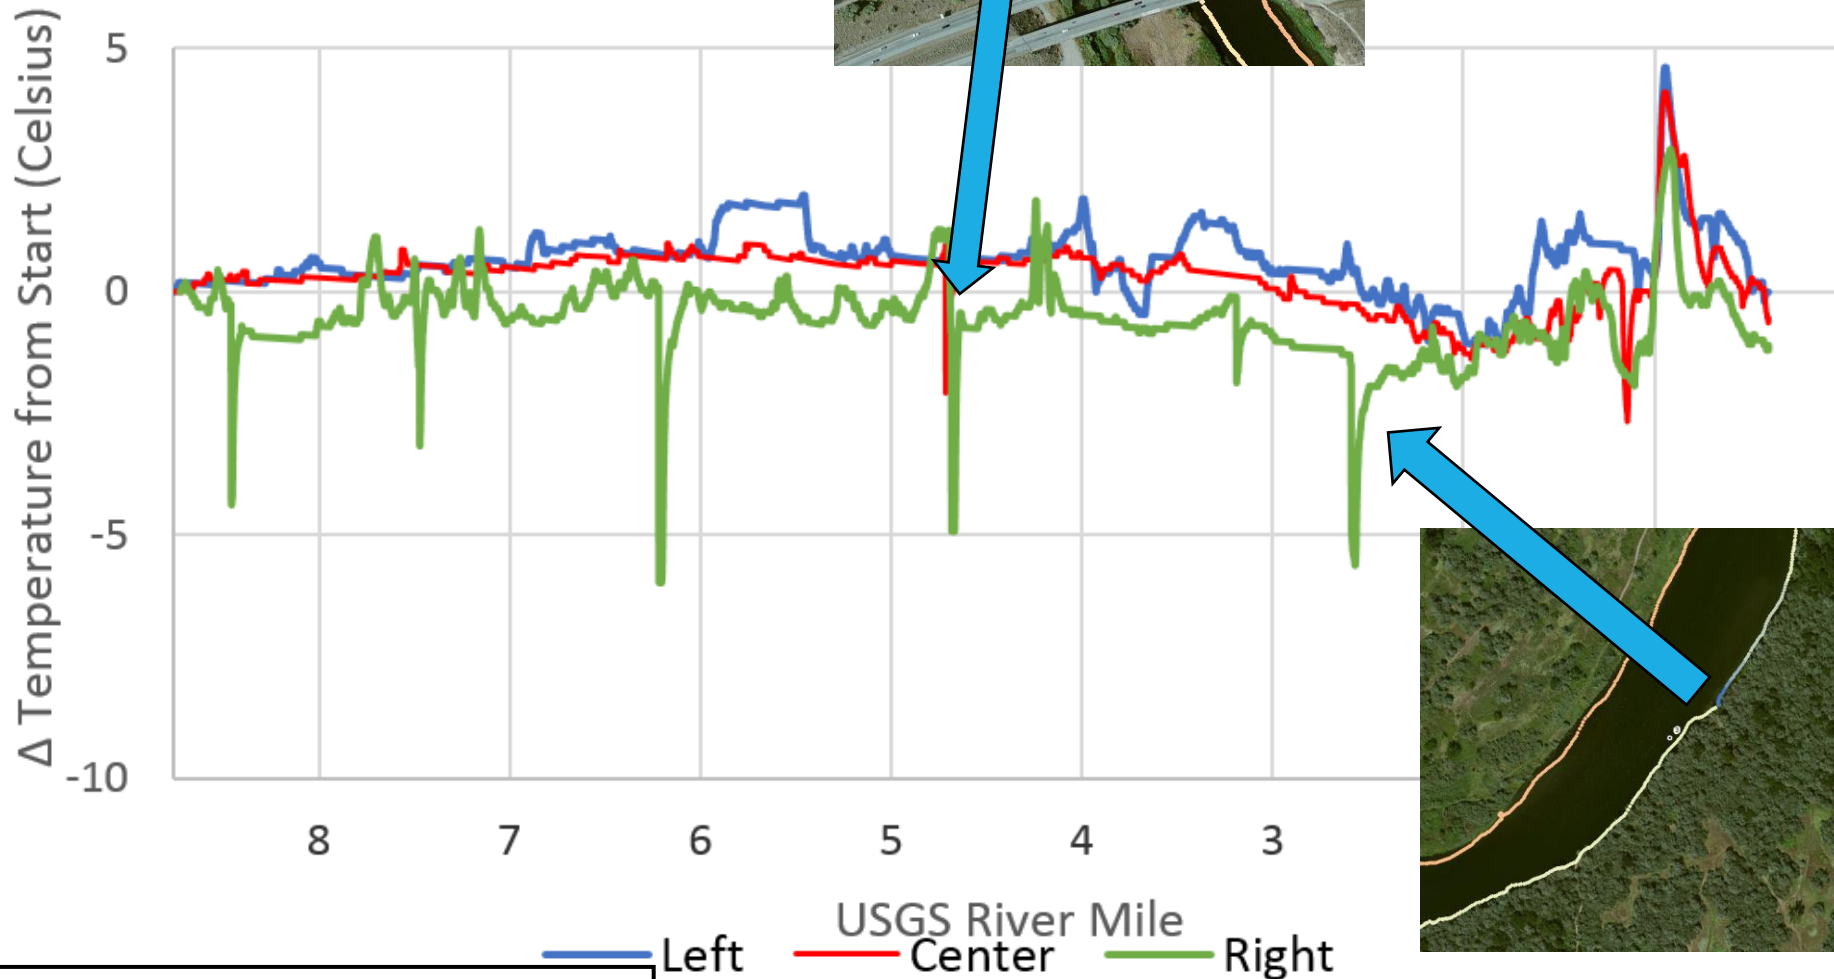 Δ Temperature from Start (Celsius)
5
0
-5
-10
8
7
6
5
4
3
USGS River Mile
Left
Center
Right